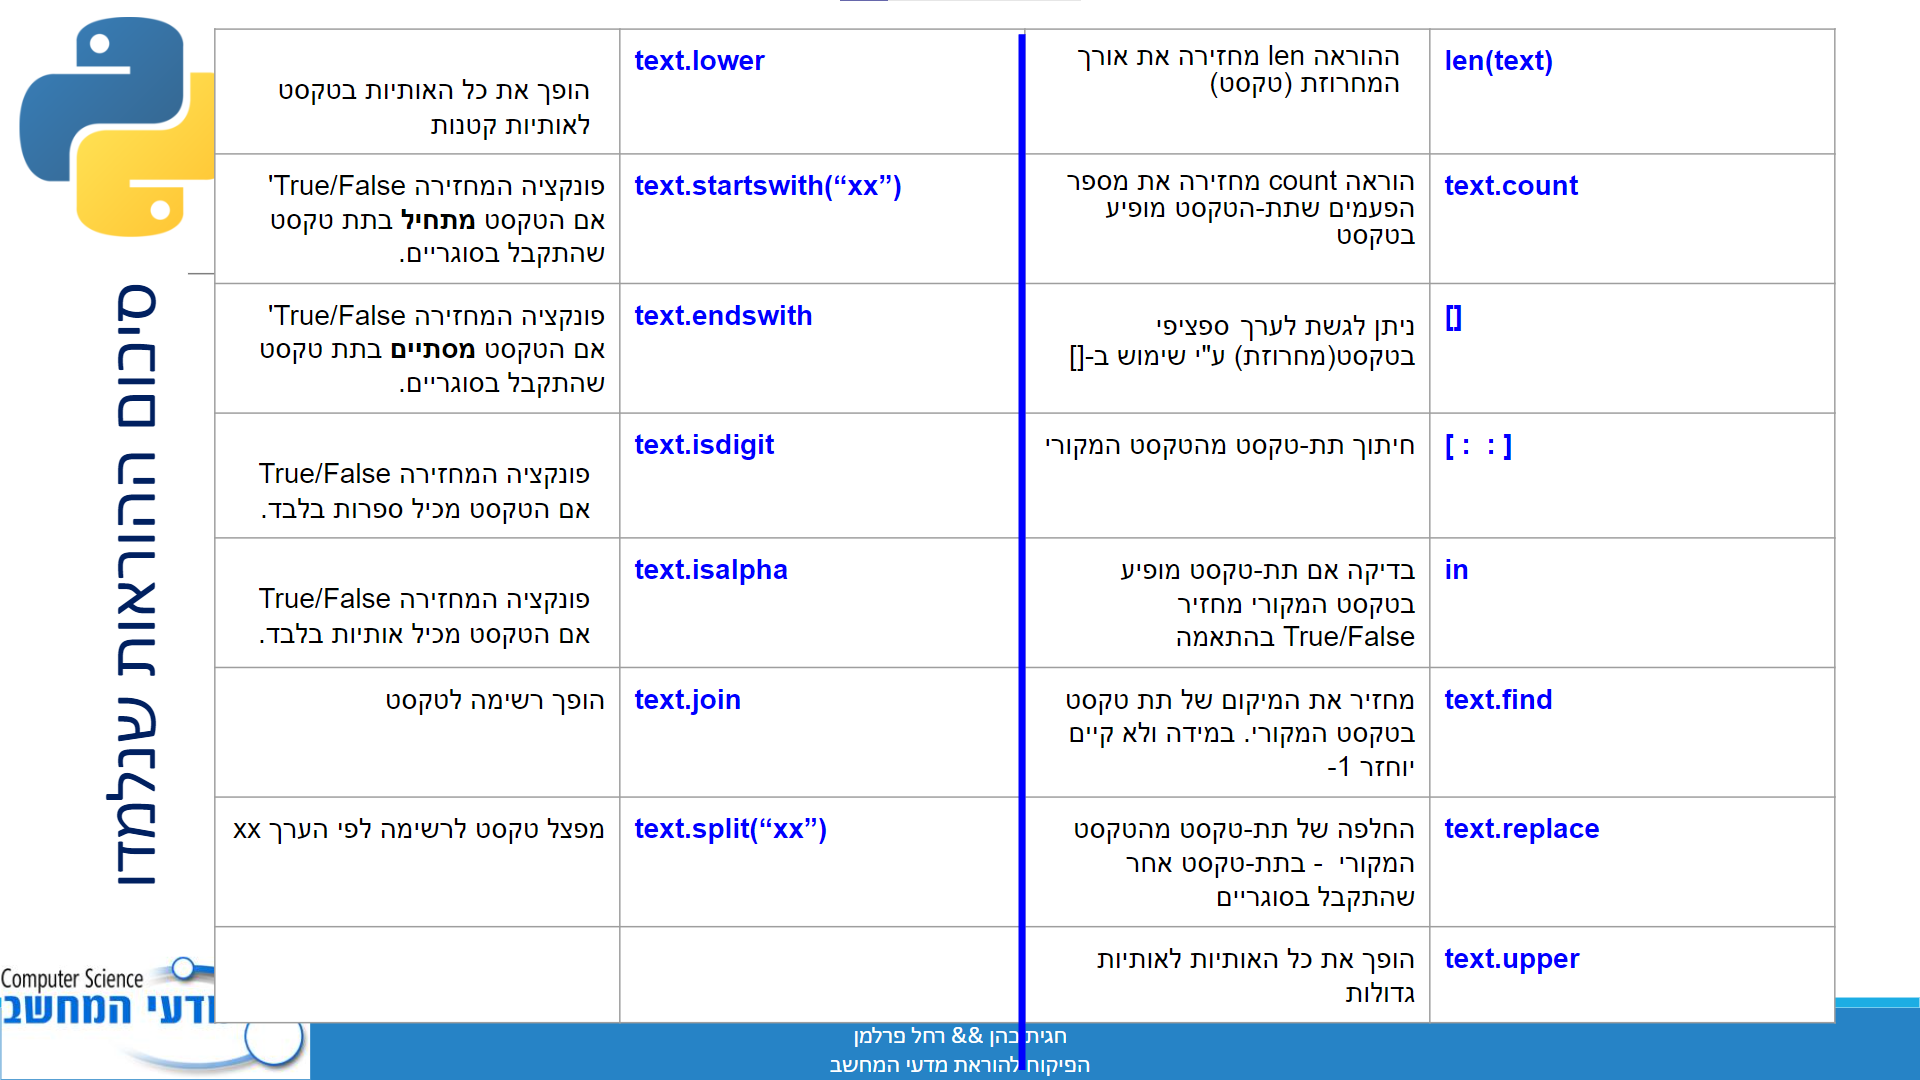 סיכום ההוראות שנלמדו
len(text)
ההוראה len מחזירה את אורך
המחרוזת (טקסט)
text.lower
הופך את כל האותיות בטקסט
לאותיות קטנות
text.count
הוראה count מחזירה את מספר
הפעמים שתת-הטקסט מופיע
בטקסט
text.startswith(“xx”)
פונקציה המחזירה True/False'
אם הטקסט מתחיל בתת טקסט
שהתקבל בסוגריים.
[]
ניתן לגשת לערך ספציפי
בטקסט(מחרוזת) ע"י שימוש ב-[]
text.endswith
פונקציה המחזירה True/False'
אם הטקסט מסתיים בתת טקסט
שהתקבל בסוגריים.
[ :  : ]
חיתוך תת-טקסט מהטקסט המקורי
text.isdigit
פונקציה המחזירה True/False
אם הטקסט מכיל ספרות בלבד.
in
בדיקה אם תת-טקסט מופיע
בטקסט המקורי מחזיר
True/False בהתאמה
text.isalpha
פונקציה המחזירה True/False
אם הטקסט מכיל אותיות בלבד.
text.find
מחזיר את המיקום של תת טקסט
בטקסט המקורי. במידה ולא קיים
יוחזר 1-
text.join
הופך רשימה לטקסט
text.replace
החלפה של תת-טקסט מהטקסט
המקורי - בתת-טקסט אחר
שהתקבל בסוגריים
text.split(“xx”)
מפצל טקסט לרשימה לפי הערך xx
text.upper
הופך את כל האותיות לאותיות
גדולות
Computer Science
מדעי המחשב
חגית כהן && רחל פרלמן
הפיקוח להוראת מדעי המחשב